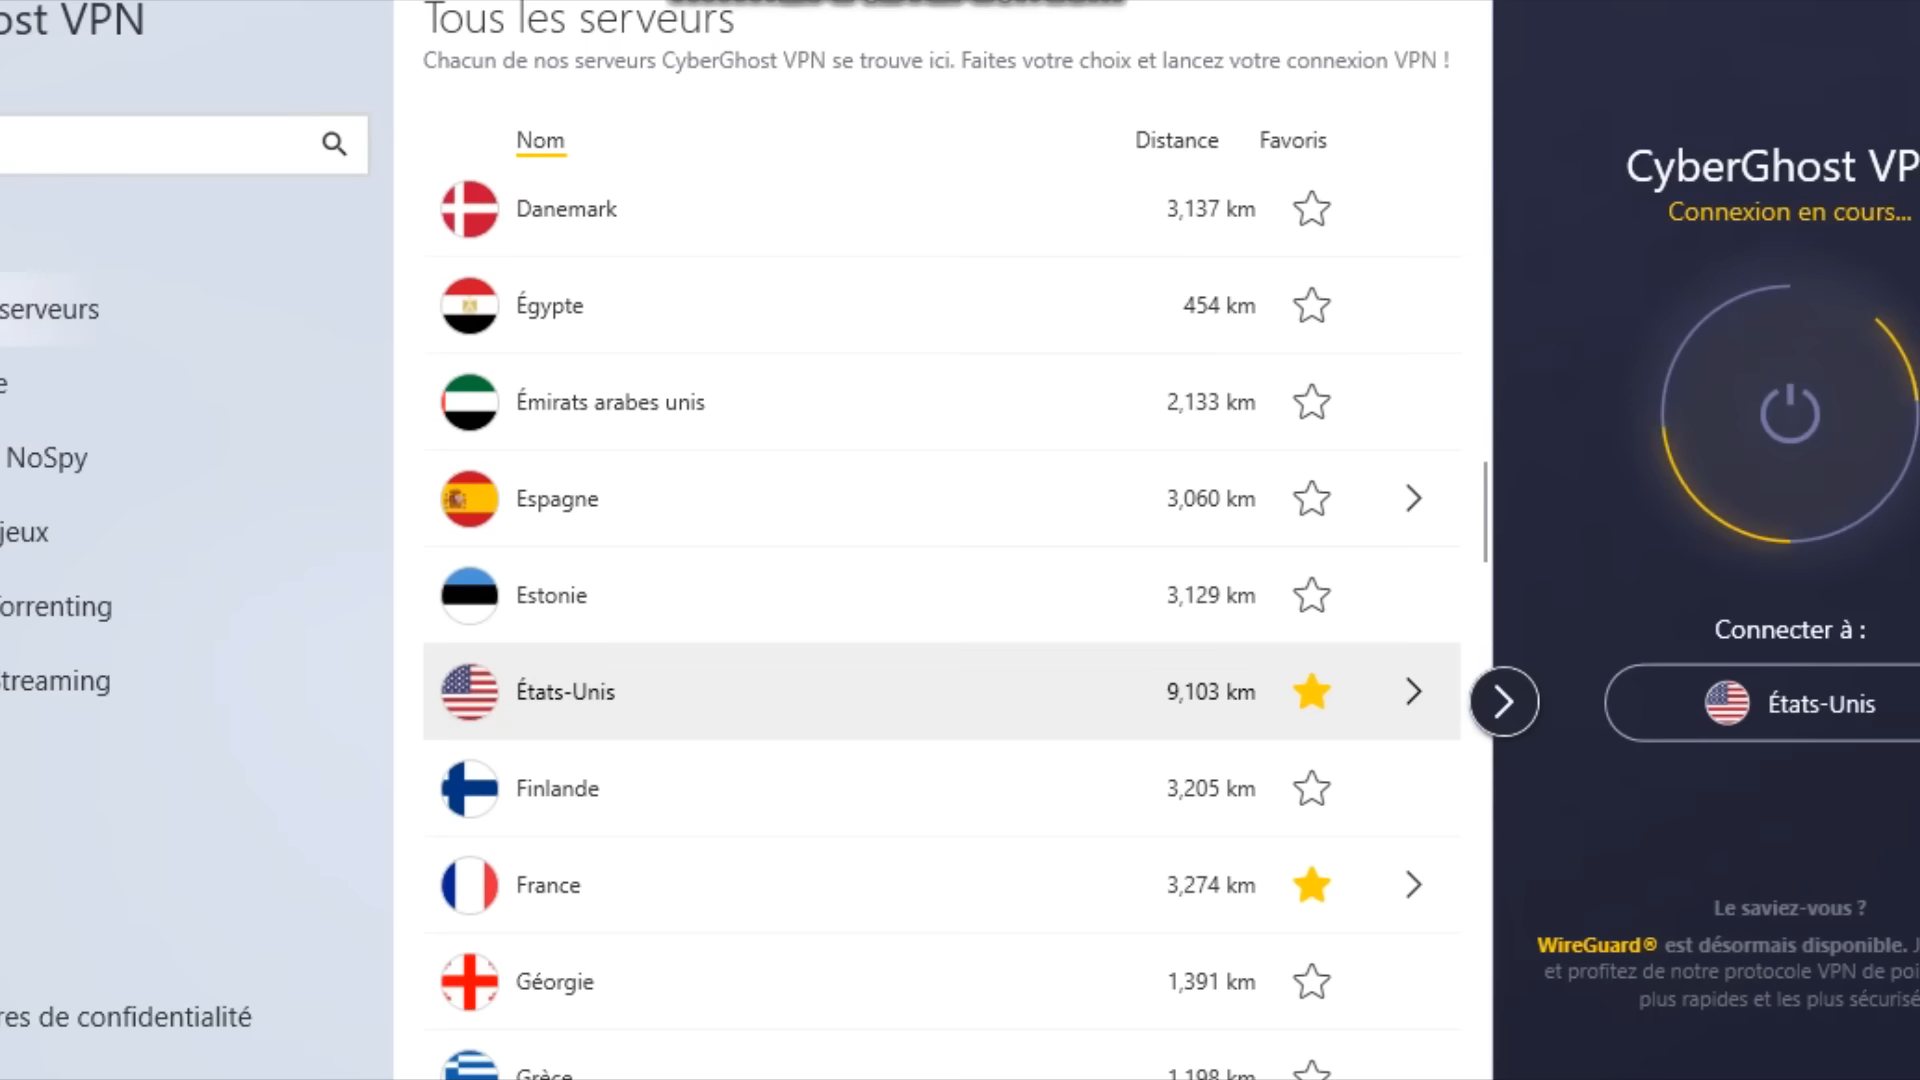 ost VPN
serveurs
e
NoSpy
jeux
orrenting
treaming
res de confidentialité
Tous les serveurs
Chacun de nos serveurs CyberGhost VPN se trouve ici. Faites votre choix et lancez votre connexion VPN !
Nom Distance Favoris
Danemark 3,137 km
Égypte 454 km
Émirats arabes unis 2,133 km
Espagne 3,060 km
Estonie 3,129 km
États-Unis 9,103 km
Finlande 3,205 km
France 3,274 km
Géorgie 1,391 km
Grèce 1,198 km
CyberGhost VP
Connexion en cours...
Connecter à :
États-Unis
Le saviez-vous ?
WireGuard® est désormais disponible. J
et profitez de notre protocole VPN de poi
plus rapides et les plus sécurisé